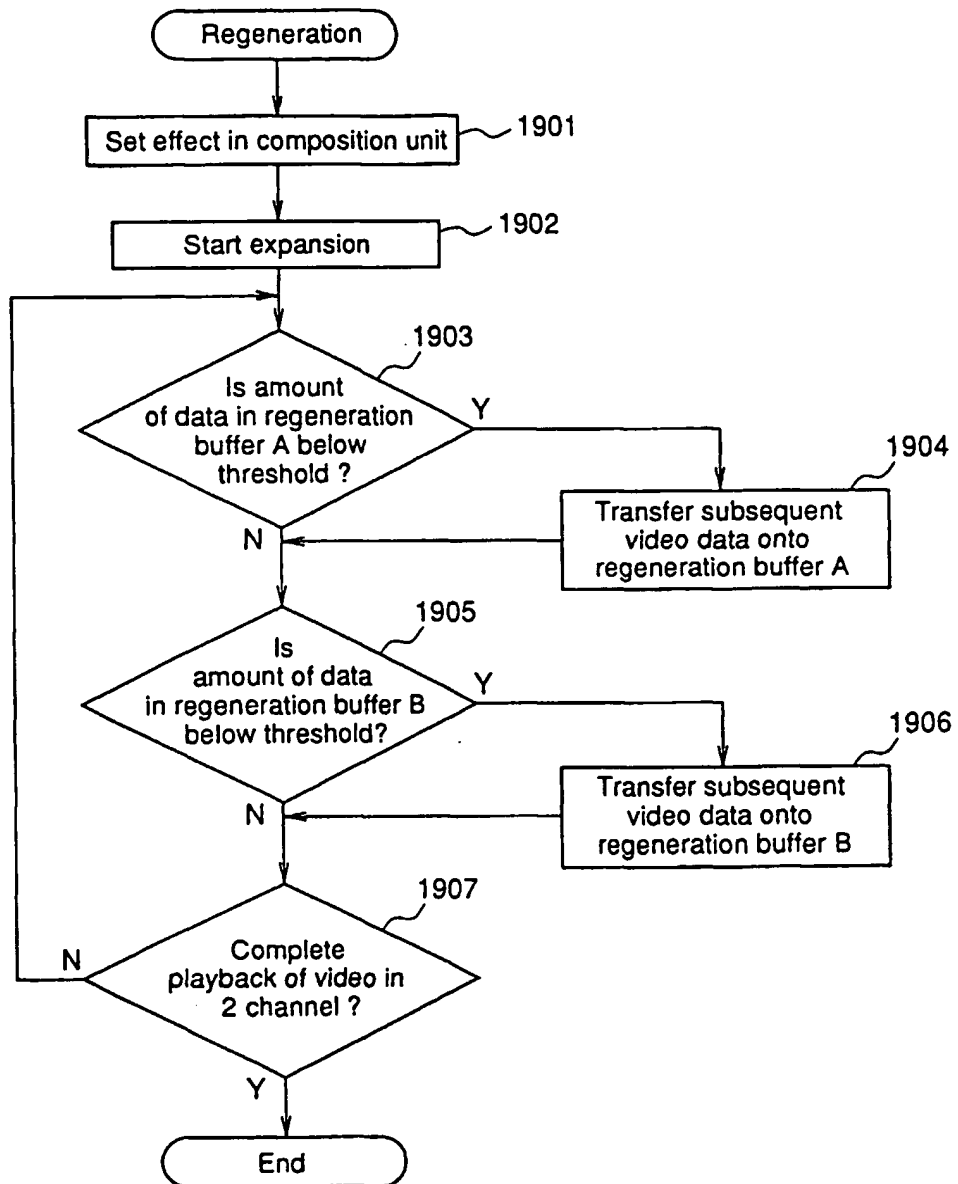 Regeneration
Set effect in composition unit
1901
Start expansion
1902
1903
Is amount
of data in regeneration
buffer A below
threshold ?
Y
N
1904
Transfer subsequent
video data onto
regeneration buffer A
1905
Is
amount of data
in regeneration buffer B
below threshold?
Y
N
1906
Transfer subsequent
video data onto
regeneration buffer B
1907
Complete
playback of video in
2 channel ?
N
Y
End